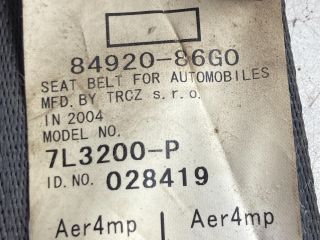 84920-86G0
SEAT BELT FOR AUTOMOBILES
MFD. BY TRCZ s.r.o.
IN 2004
MODEL NO.
7L3200-P
ID. NO. 028419
Aer4mp Aer4mp